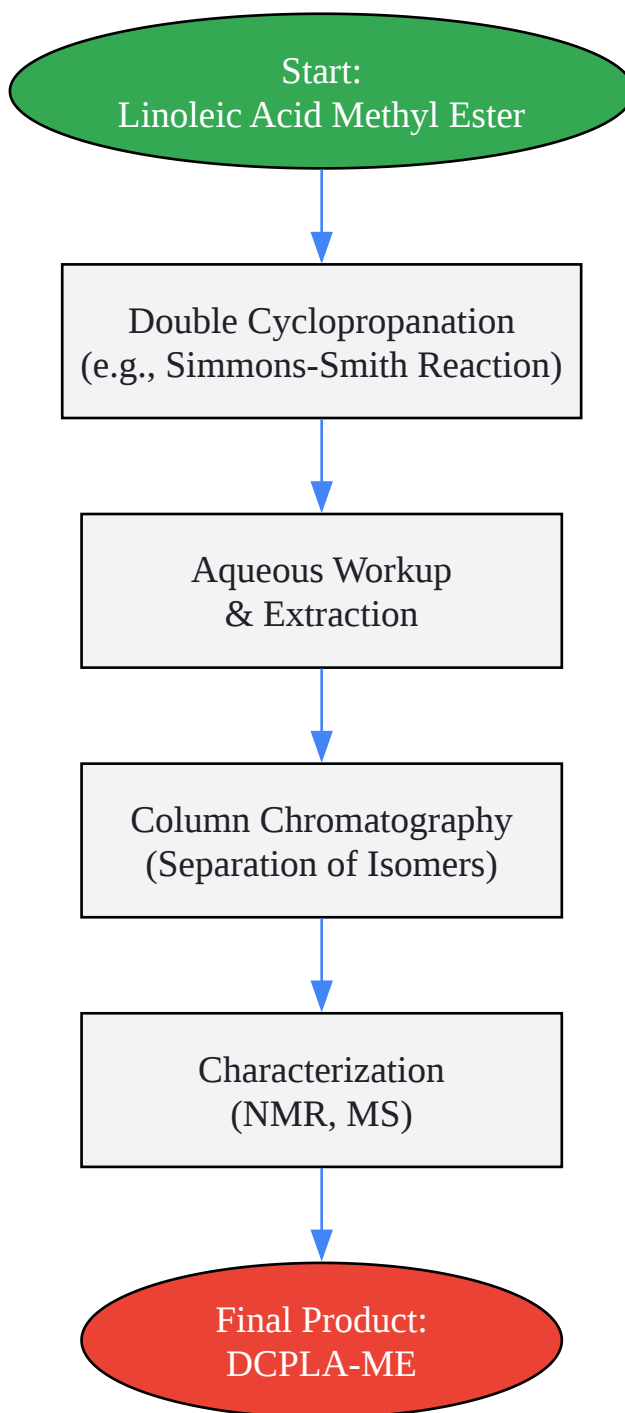 Start:
Linoleic Acid Methyl Ester
Double Cyclopropanation
(e.g., Simmons-Smith Reaction)
Aqueous Workup
& Extraction
Column Chromatography
(Separation of Isomers)
Characterization
(NMR, MS)
Final Product:
DCPLA-ME